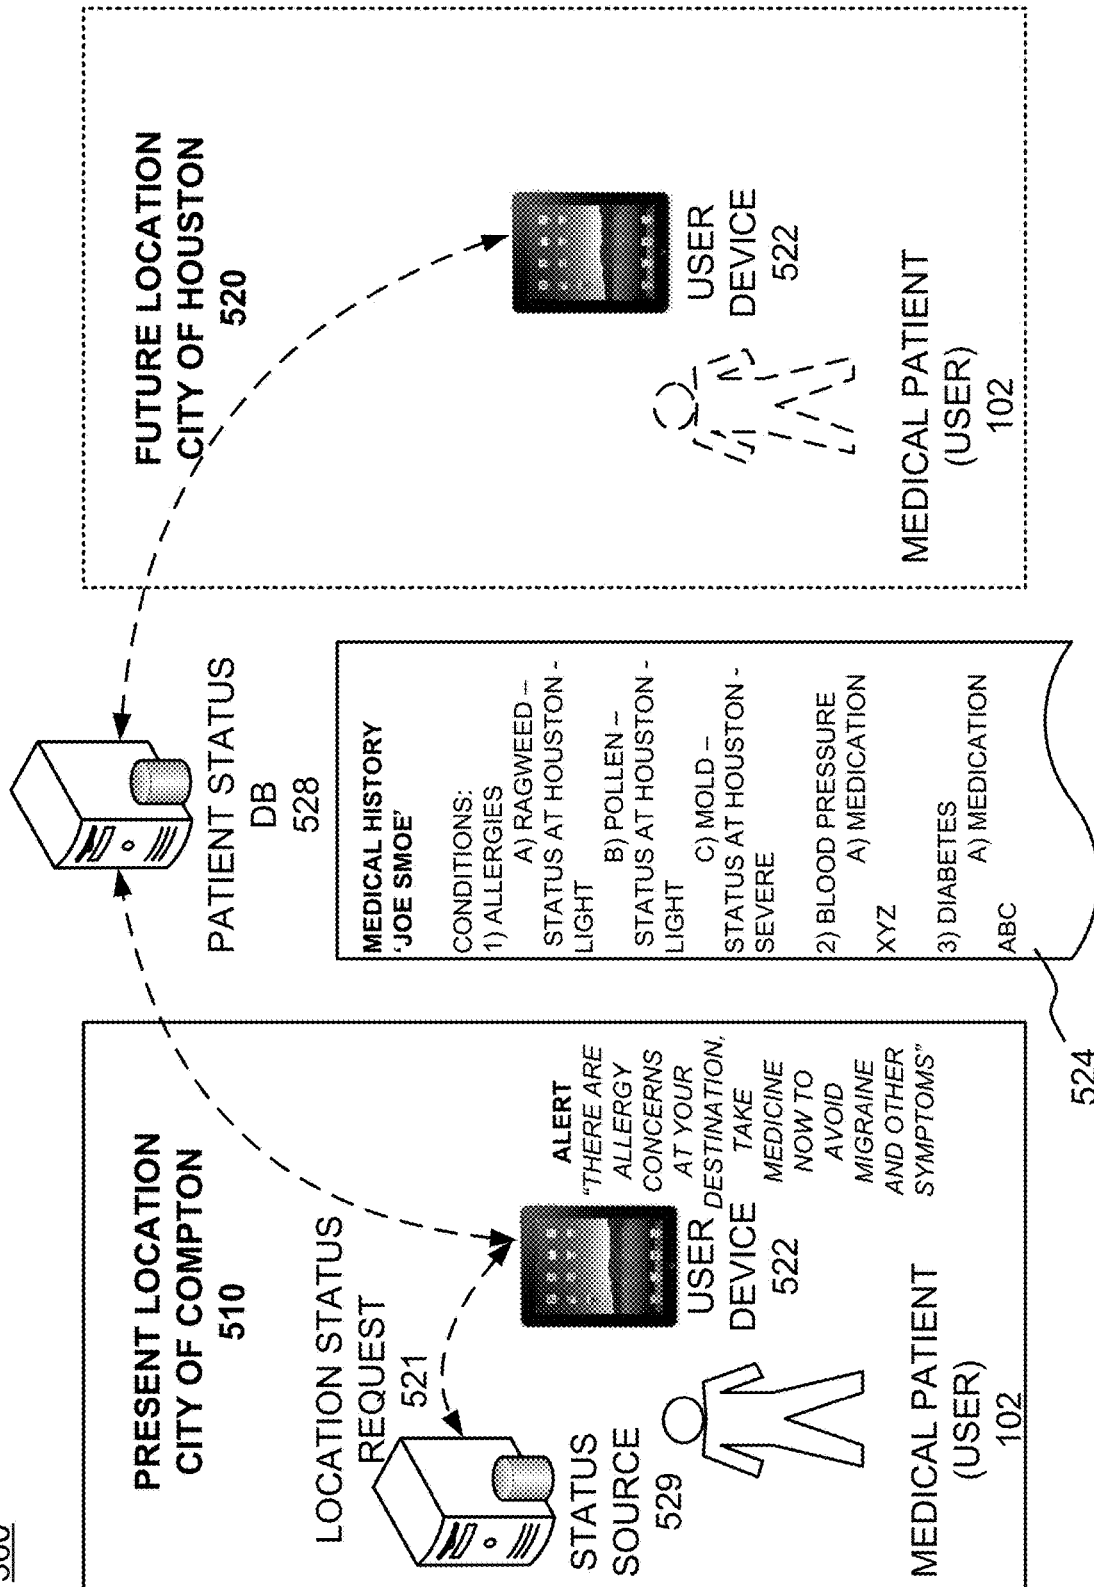 PRESENT LOCATION
CITY OF COMPTON
510
LOCATION STATUS
REQUEST
521
STATUS
SOURCE
529
USER
DEVICE
522
ALERT
"THERE ARE
ALLERGY
CONCERNS
AT YOUR
DESTINATION,
TAKE
MEDICINE
NOW TO
AVOID
MIGRAINE
AND OTHER
SYMPTOMS"
MEDICAL PATIENT
(USER)
102
PATIENT STATUS
DB
528
MEDICAL HISTORY
'JOE SMOE'
CONDITIONS:
1) ALLERGIES
A) RAGWEED –
STATUS AT HOUSTON -
LIGHT
B) POLLEN –
STATUS AT HOUSTON -
LIGHT
C) MOLD –
STATUS AT HOUSTON -
SEVERE
2) BLOOD PRESSURE
A) MEDICATION
XYZ
3) DIABETES
A) MEDICATION
ABC
524
FUTURE LOCATION
CITY OF HOUSTON
520
USER
DEVICE
522
MEDICAL PATIENT
(USER)
102